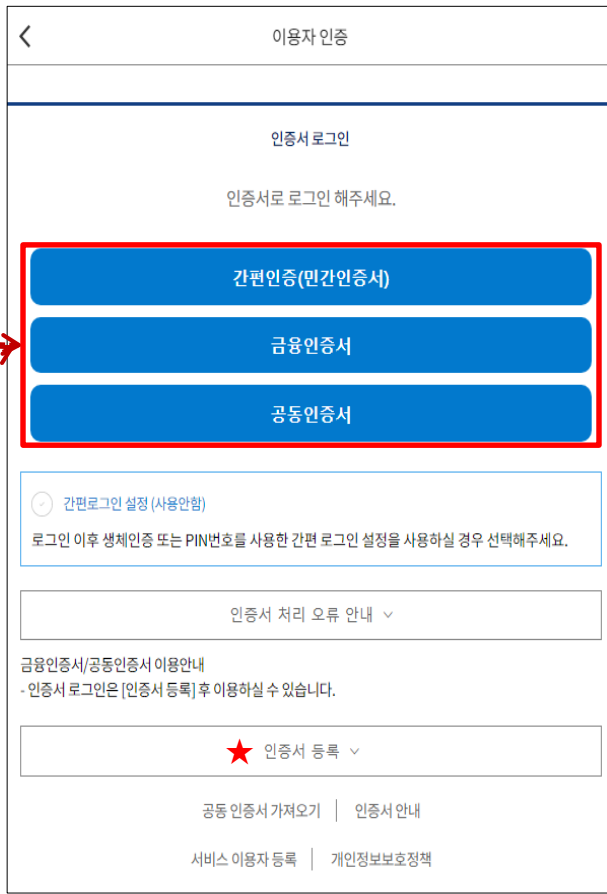 이용자 인증
인증서 로그인
인증서로 로그인 해주세요.
간편인증(민간인증서)
금융인증서
공동인증서
간편로그인 설정 (사용안함)
로그인 이후 생체인증 또는 PIN번호를 사용한 간편 로그인 설정을 사용하실 경우 선택해주세요.
인증서 처리 오류 안내
금융인증서/공동인증서 이용안내
- 인증서 로그인은 [인증서 등록] 후 이용하실 수 있습니다.
인증서 등록
공동 인증서 가져오기 | 인증서 안내
서비스 이용자 등록 | 개인정보보호정책